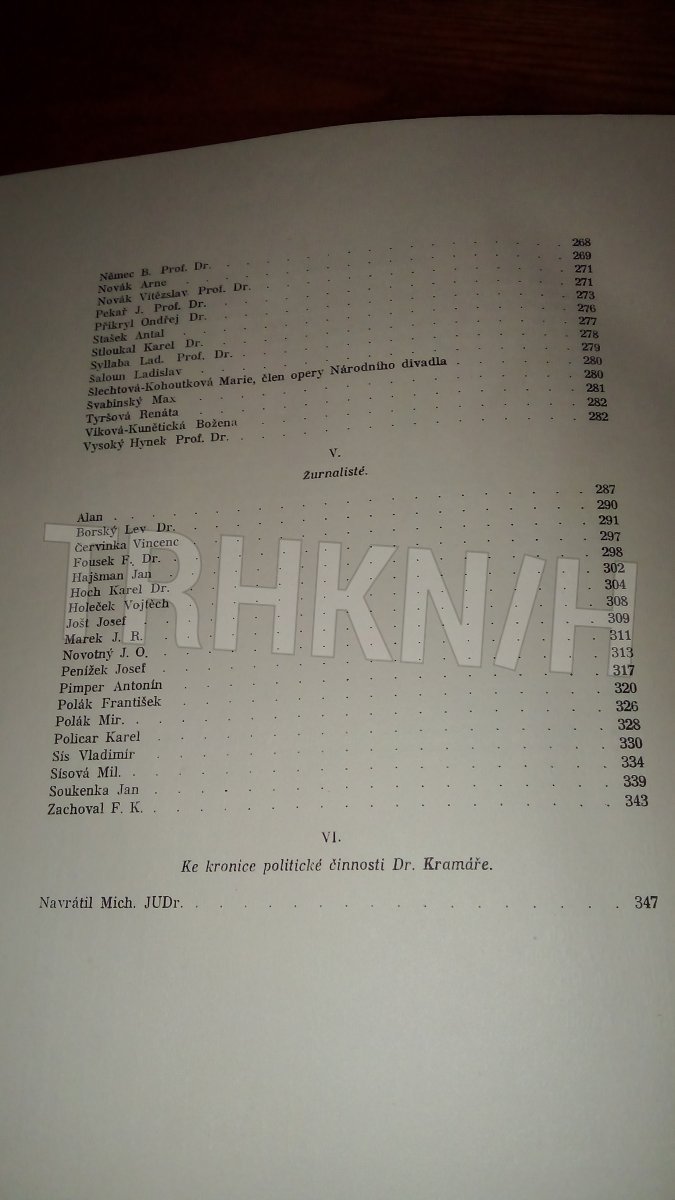 Němec B. Prof. Dr. 268
Novák Arne 269
Novák Vítězslav Prof. Dr. 271
Pekař J. Prof. Dr. 271
Přikryl Ondřej Dr. 273
Stašek Antal 276
Stloukal Karel Dr. 277
Syllaba Lad. Prof. Dr. 278
Šaloun Ladislav 279
Šlechtová-Kohoutková Marie, člen opery Národního divadla 280
Švabinský Max 280
Tyršová Renáta 281
Viková-Kunětická Božena 282
Vysoký Hynek Prof. Dr. 282
V.
Žurnalisté.
Alan 287
Borský Lev Dr. 290
Červinka Vincenc 291
Fousek F. Dr. 297
Hajšman Jan 298
Hoch Karel Dr. 302
Holeček Vojtěch 304
Jošt Josef 308
Marek J. R. 309
Novotný J. O. 311
Penížek Josef 313
Pimper Antonín 317
Polák František 320
Polák Mir. 326
Policar Karel 328
Sís Vladimír 330
Sísová Mil. 334
Soukenka Jan 339
Zachoval F. K. 343
VI.
Ke kronice politické činnosti Dr. Kramáře.
Navrátil Mich. JUDr. 347
TRHKNIH